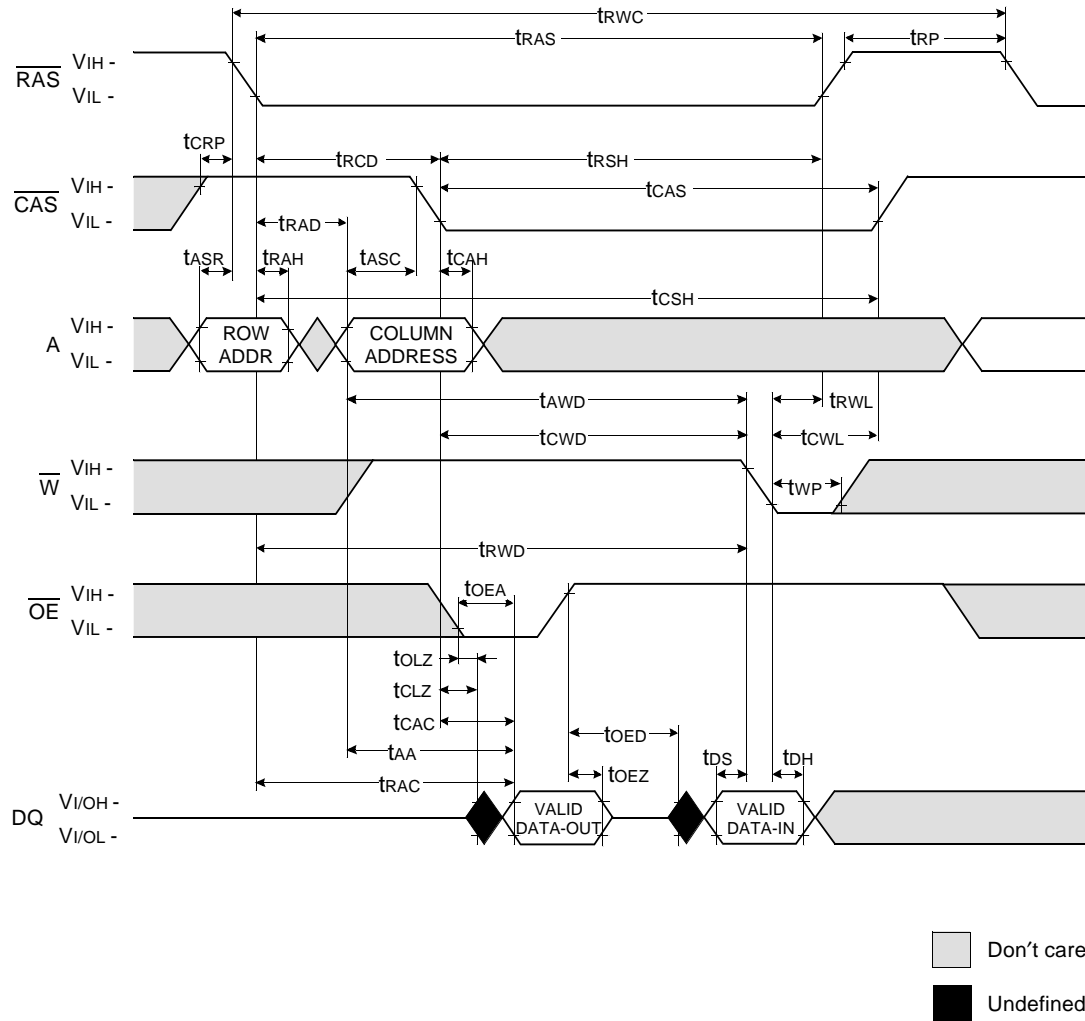 tRWC
tRAS
tRP
RAS
VIH -
VIL -
tCRP
tRCD
tRSH
CAS
VIH -
VIL -
tCAS
tRAD
tASR
tRAH
tASC
tCAH
tCSH
A
VIH -
VIL -
ROW
ADDR
COLUMN
ADDRESS
tAWD
tRWL
tCWD
tCWL
W
VIH -
VIL -
tWP
tRWD
OE
VIH -
VIL -
tOEA
tOLZ
tCLZ
tCAC
tOED
tAA
tDS
tDH
tRAC
tOEZ
DQ
VI/OH -
VI/OL -
VALID
DATA-OUT
VALID
DATA-IN
Don't care
Undefined